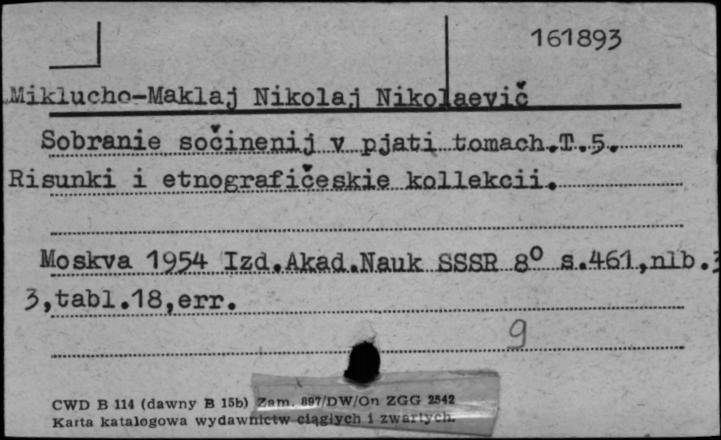 161893
Miklucho-Maklaj Nikolaj Nikolaevič
Sobranie sočinenij v pjati tomach.T.5.
Risunki i etnografičeskie kollekcii.
Moskva 1954 Izd.Akad.Nauk SSSR 8° s.461,nlb.3
3,tabl.18,err.
9
CWD B 114 (dawny B 15b) Zam. 897/DW/On ZGG 2542
Karta katalogowa wydawnictw ciągłych i zwartych.